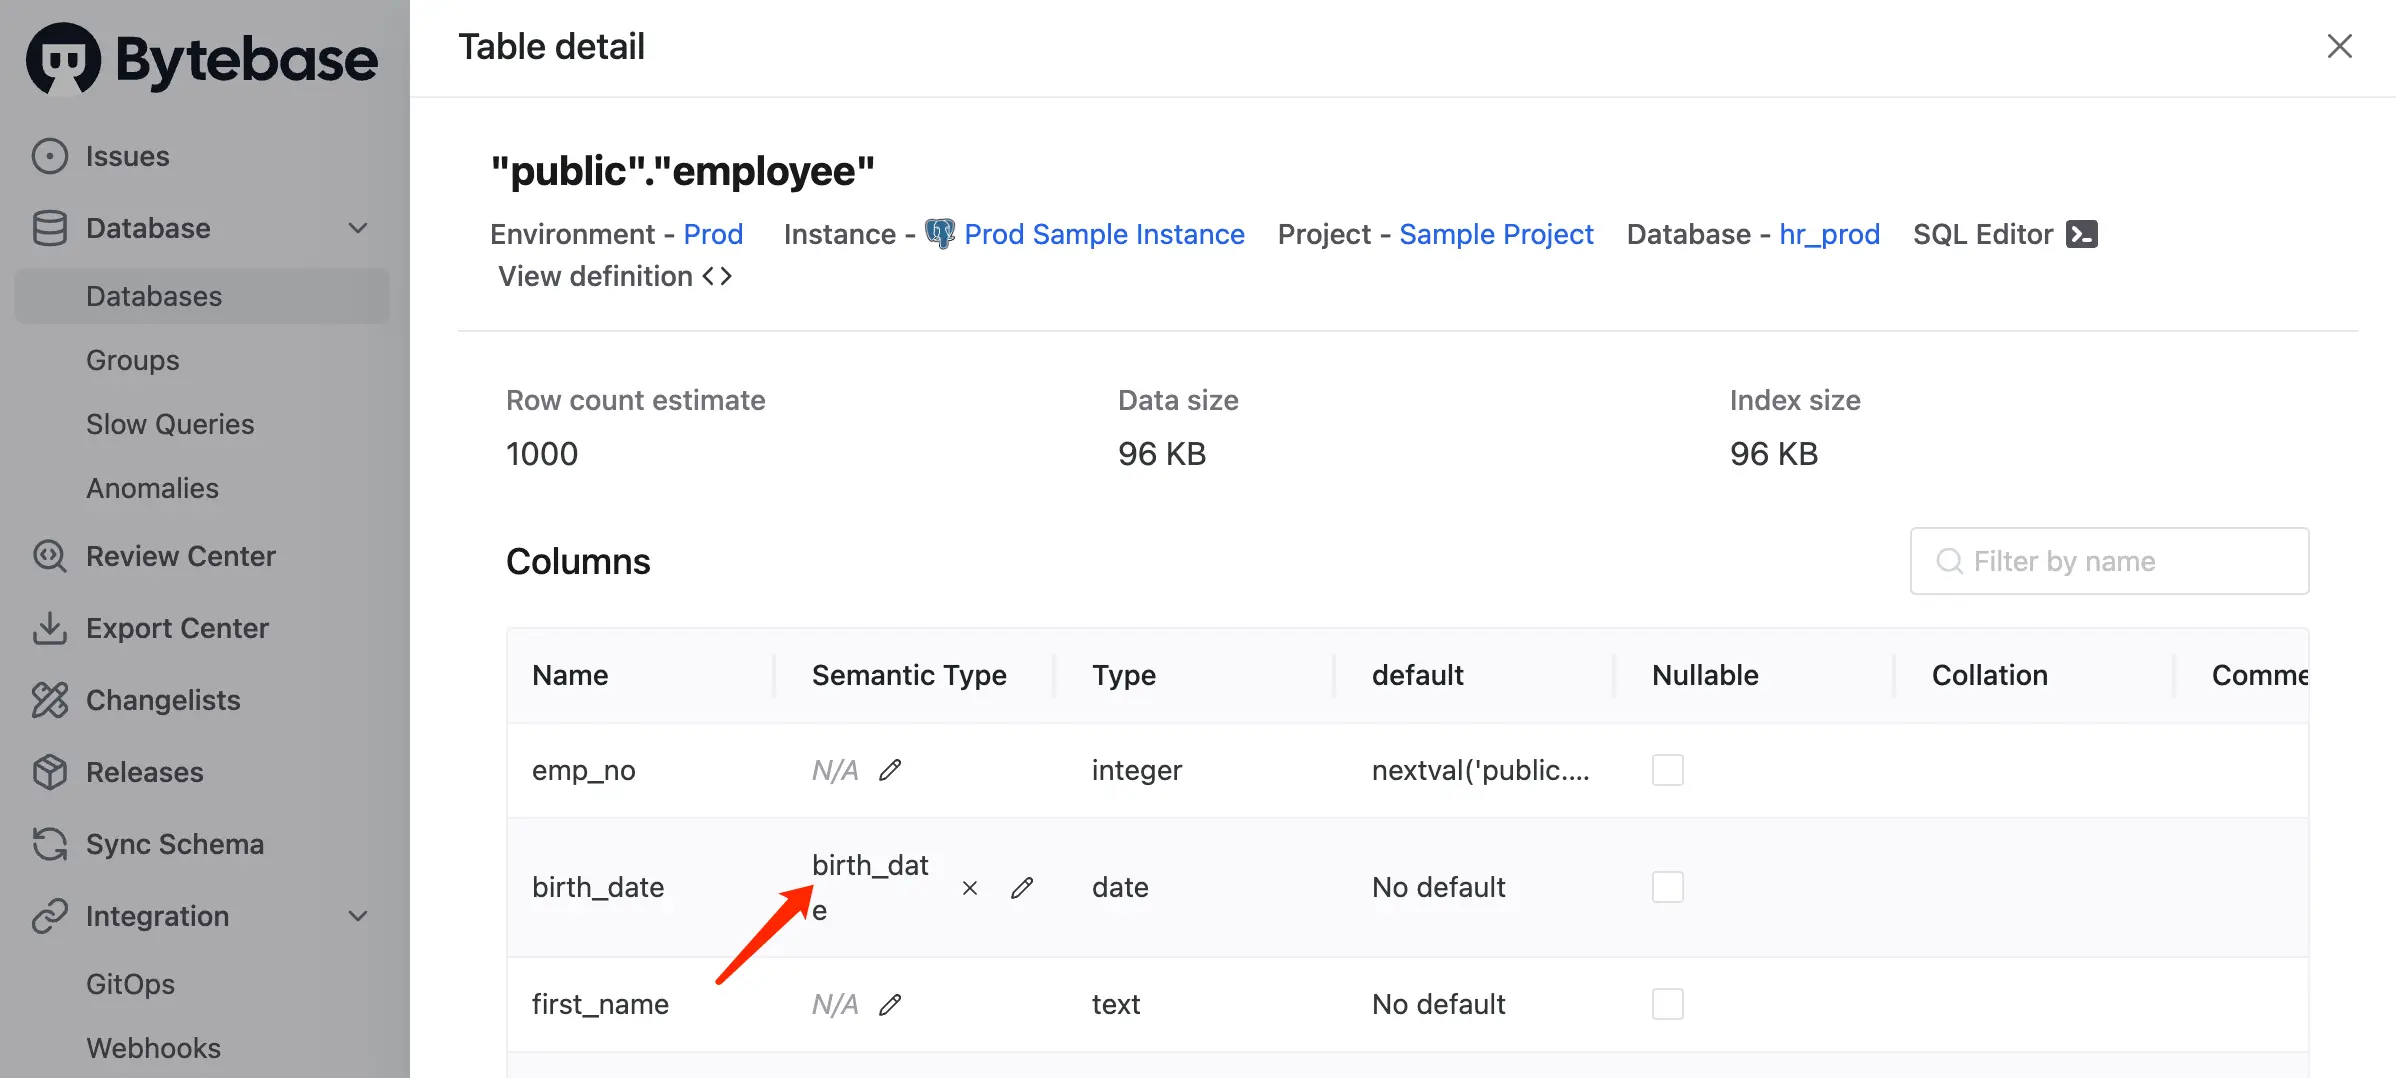 Bytebase
Issues
Database
Databases
Groups
Slow Queries
Anomalies
Review Center
Export Center
Changelists
Releases
Sync Schema
Integration
GitOps
Webhooks
Table detail
"public"."employee"
Environment - Prod Instance - Prod Sample Instance Project - Sample Project Database - hr_prod SQL Editor
View definition <>
Row count estimate Data size Index size
1000 96 KB 96 KB
Columns
Filter by name
Name Semantic Type Type default Nullable Collation Comme
emp_no N/A integer nextval('public....
birth_date birth_dat
e date No default
first_name N/A text No default